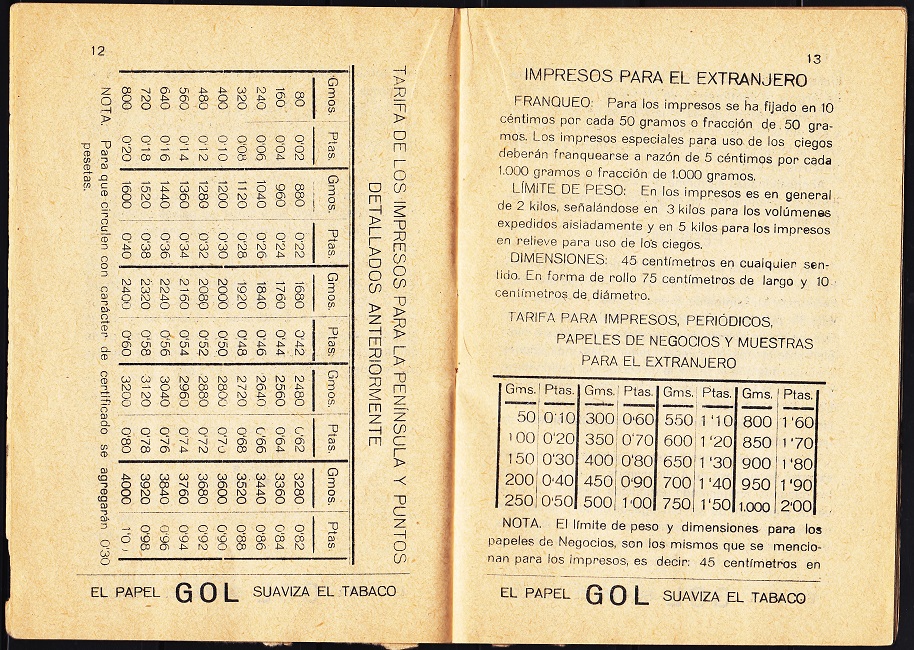 12
TARIFA DE LOS IMPRESOS PARA LA PENÍNSULA Y PUNTOS
DETALLADOS ANTERIORMENTE
Gmos. Ptas. Gmos. Ptas. Gmos. Ptas. Gmos. Ptas. Gmos. Ptas.
80 0'02 880 0'22 1680 0'42 2480 0'62 3280 0'82
160 0'04 960 0'24 1760 0'44 2560 0'64 3360 0'84
240 0'06 1040 0'26 1840 0'46 2640 0'66 3440 0'86
320 0'08 1120 0'28 1920 0'48 2720 0'68 3520 0'88
400 0'10 1200 0'30 2000 0'50 2800 0'70 3600 0'90
480 0'12 1280 0'32 2080 0'52 2880 0'72 3680 0'92
560 0'14 1360 0'34 2160 0'54 2960 0'74 3760 0'94
640 0'16 1440 0'36 2240 0'56 3040 0'76 3840 0'96
720 0'18 1520 0'38 2320 0'58 3120 0'78 3920 0'98
800 0'20 1600 0'40 2400 0'60 3200 0'80 4000
NOTA. Para que circulen con carácter de certificado se agregarán 0'30
pesetas.
EL PAPEL GOL SUAVIZA EL TABACO
13
IMPRESOS PARA EL EXTRANJERO
FRANQUEO: Para los impresos se ha fijado en 10
céntimos por cada 50 gramos o fracción de 50 gra-
mos. Los impresos especiales para uso de los ciegos
deberán franquearse a razón de 5 céntimos por cada
1.000 gramos o fracción de 1.000 gramos.
LÍMITE DE PESO: En los impresos es en general
de 2 kilos, señalándose en 3 kilos para los volúmenes
expedidos aisladamente y en 5 kilos para los impresos
en relieve para uso de los ciegos.
DIMENSIONES: 45 centímetros en cualquier sen-
tido. En forma de rollo 75 centímetros de largo y 10
centímetros de diámetro.
TARIFA PARA IMPRESOS, PERIÓDICOS,
PAPELES DE NEGOCIOS Y MUESTRAS
PARA EL EXTRANJERO
Gms. Ptas. Gms. Ptas. Gms. Ptas. Gms. Ptas.
50 0'10 300 0'60 550 1'10 800 1'60
100 0'20 350 0'70 600 1'20 850 1'70
150 0'30 400 0'80 650 1'30 900 1'80
200 0'40 450 0'90 700 1'40 950 1'90
250 0'50 500 1'00 750 1'50 1.000 2'00
NOTA. El límite de peso y dimensiones para los
papeles de Negocios, son los mismos que se mencio-
nan para los impresos, es decir: 45 centímetros en
EL PAPEL GOL SUAVIZA EL TABACO